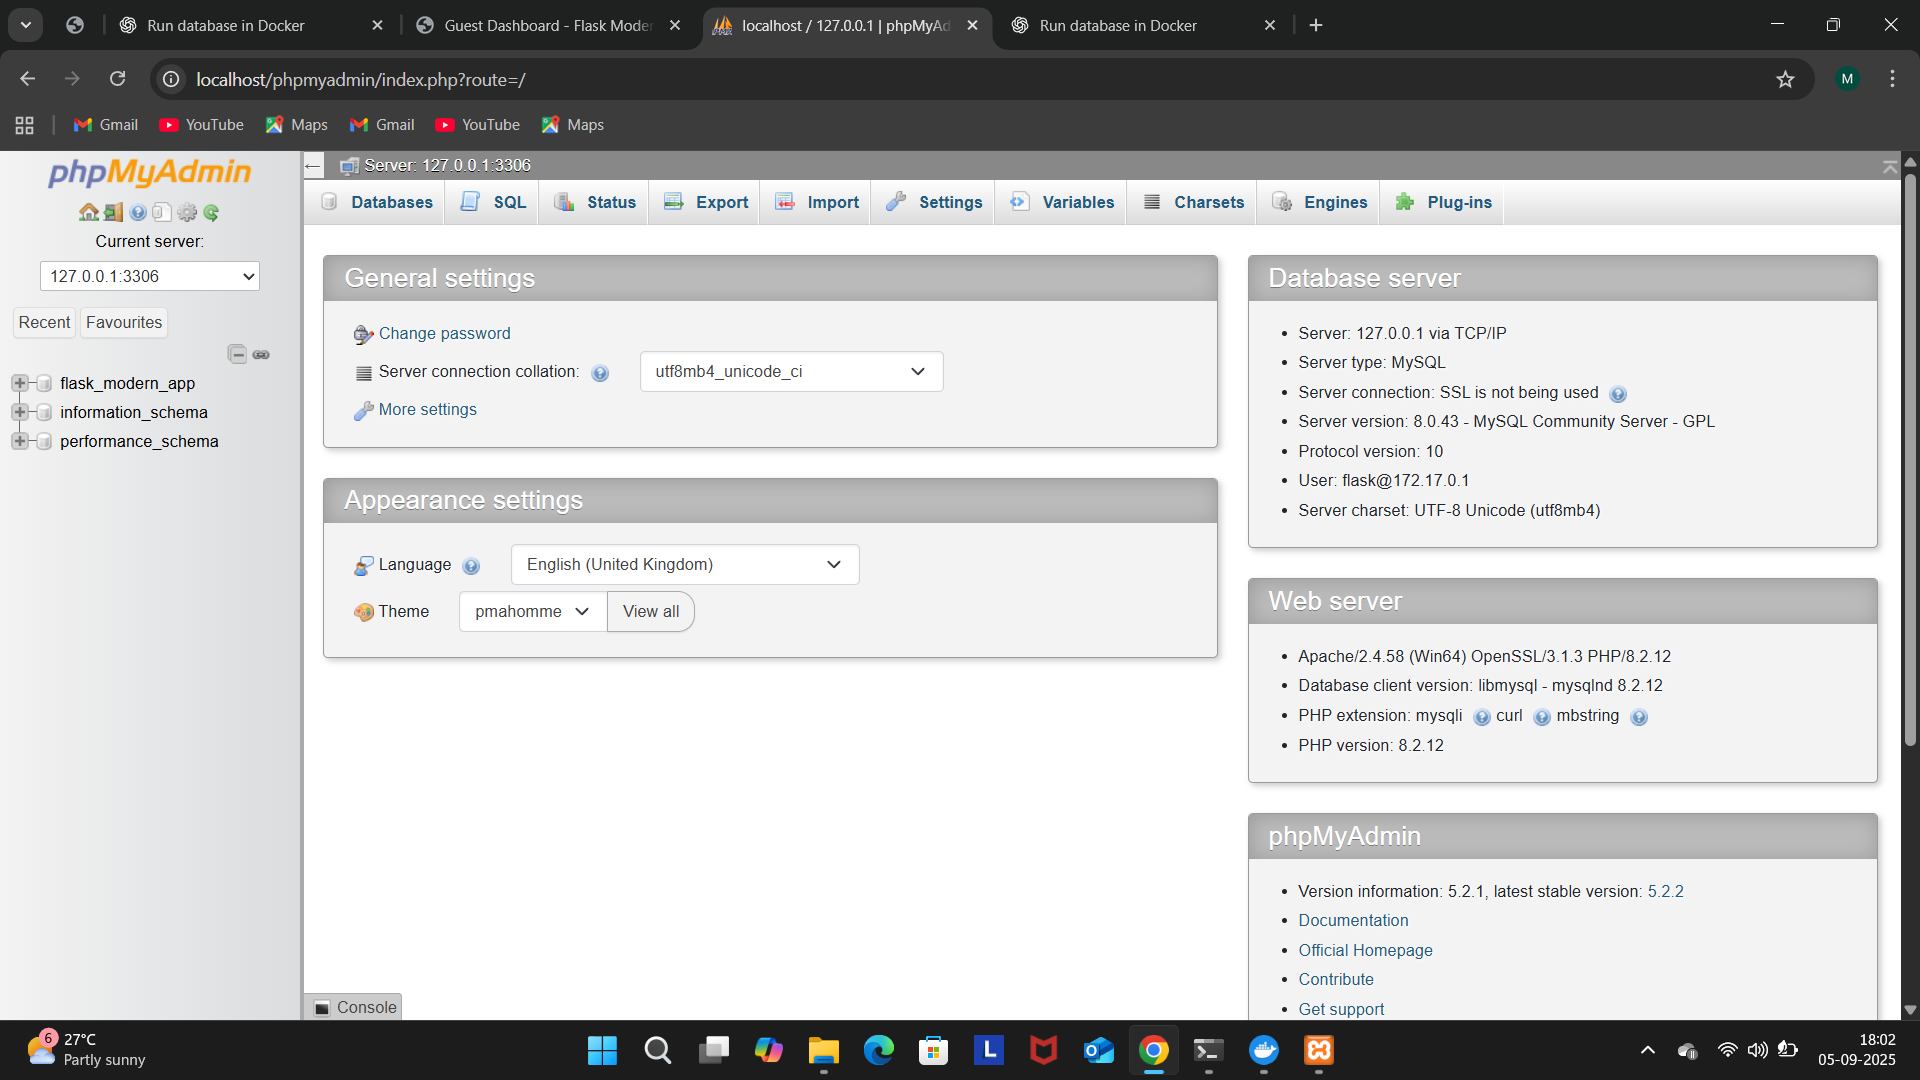 Run database in Docker
Guest Dashboard - Flask Moder
localhost / 127.0.0.1 | phpMyAd
Run database in Docker
localhost/phpmyadmin/index.php?route=/
M
Gmail
YouTube
Maps
Gmail
YouTube
Maps
phpMyAdmin
Current server:
127.0.0.1:3306
Recent
Favourites
flask_modern_app
information_schema
performance_schema
Server: 127.0.0.1:3306
Databases
SQL
Status
Export
Import
Settings
Variables
Charsets
Engines
Plug-ins
General settings
Change password
Server connection collation:
utf8mb4_unicode_ci
More settings
Appearance settings
Language
English (United Kingdom)
Theme
pmahomme
View all
Database server
Server: 127.0.0.1 via TCP/IP
Server type: MySQL
Server connection: SSL is not being used
Server version: 8.0.43 - MySQL Community Server - GPL
Protocol version: 10
User: flask@172.17.0.1
Server charset: UTF-8 Unicode (utf8mb4)
Web server
Apache/2.4.58 (Win64) OpenSSL/3.1.3 PHP/8.2.12
Database client version: libmysql - mysqlnd 8.2.12
PHP extension: mysqli curl mbstring
PHP version: 8.2.12
phpMyAdmin
Version information: 5.2.1, latest stable version: 5.2.2
Documentation
Official Homepage
Contribute
Get support
Console
6
27°C
Partly sunny
L
18:02
05-09-2025